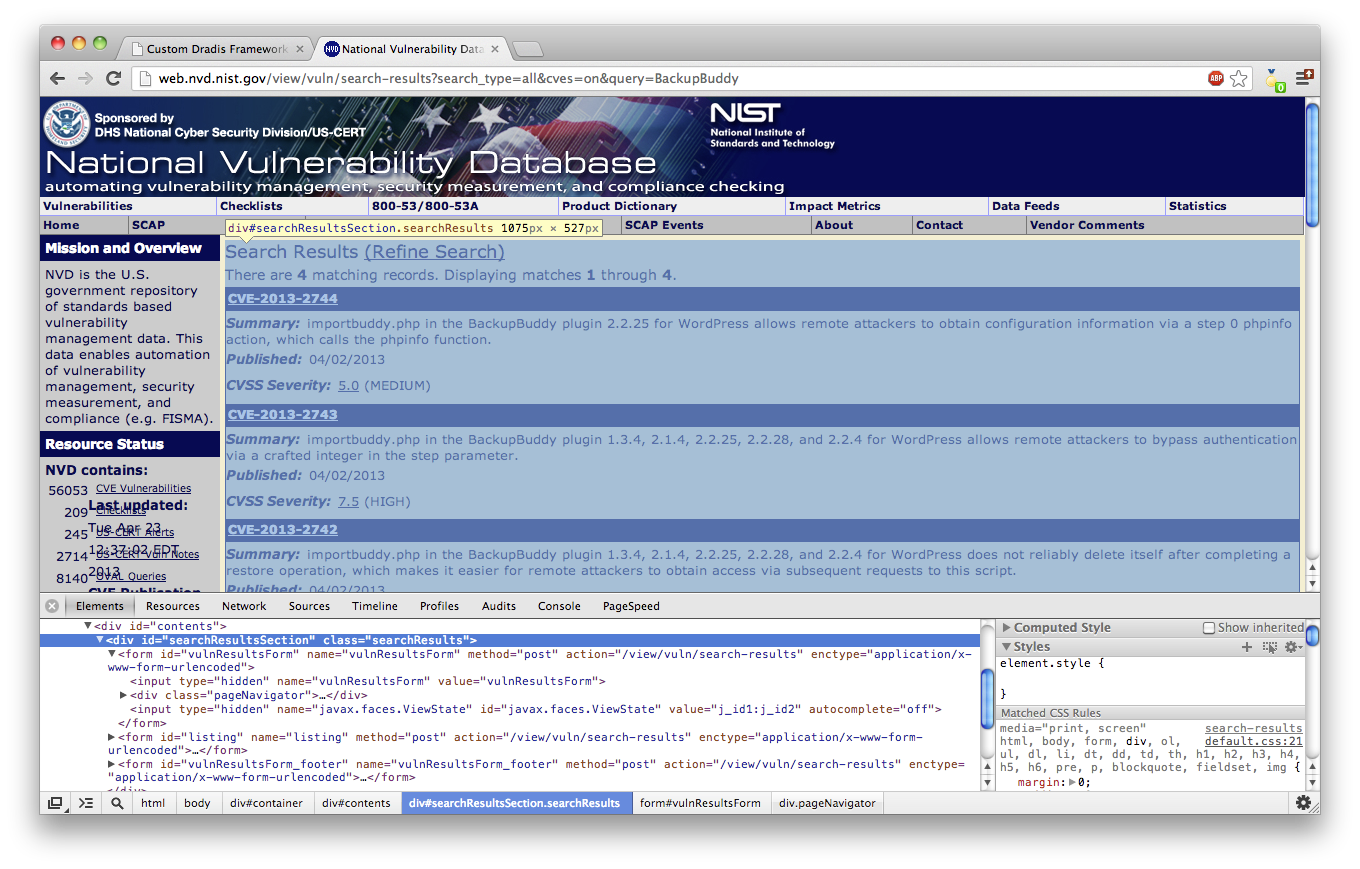 Custom Dradis Framework
National Vulnerability Data
web.nvd.nist.gov/view/vuln/search-results?search_type=all&cves=on&query=BackupBuddy
ABP
0
Sponsored by
DHS National Cyber Security Division/US-CERT
NIST
National Institute of
Standards and Technology
National Vulnerability Database
automating vulnerability management, security measurement, and compliance checking
Vulnerabilities Checklists 800-53/800-53A Product Dictionary Impact Metrics Data Feeds Statistics
Home SCAP SCAP Events About Contact Vendor Comments
div#searchResultsSection.searchResults 1075px × 527px
Mission and Overview
NVD is the U.S.
government repository
of standards based
vulnerability
management data. This
data enables automation
of vulnerability
management, security
measurement, and
compliance (e.g. FISMA).
Resource Status
NVD contains:
56053 CVE Vulnerabilities
Last updated:
209 Checklists
Tue Apr 23
245 US-CERT Alerts
12:37:02 EDT
2714 US-CERT Vuln Notes
2013
8140 OVAL Queries
CVE Publication
Search Results (Refine Search)
There are 4 matching records. Displaying matches 1 through 4.
CVE-2013-2744
Summary: importbuddy.php in the BackupBuddy plugin 2.2.25 for WordPress allows remote attackers to obtain configuration information via a step 0 phpinfo
action, which calls the phpinfo function.
Published: 04/02/2013
CVSS Severity: 5.0 (MEDIUM)
CVE-2013-2743
Summary: importbuddy.php in the BackupBuddy plugin 1.3.4, 2.1.4, 2.2.25, 2.2.28, and 2.2.4 for WordPress allows remote attackers to bypass authentication
via a crafted integer in the step parameter.
Published: 04/02/2013
CVSS Severity: 7.5 (HIGH)
CVE-2013-2742
Summary: importbuddy.php in the BackupBuddy plugin 1.3.4, 2.1.4, 2.2.25, 2.2.28, and 2.2.4 for WordPress does not reliably delete itself after completing a
restore operation, which makes it easier for remote attackers to obtain access via subsequent requests to this script.
Published: 04/02/2013
Elements Resources Network Sources Timeline Profiles Audits Console PageSpeed
<div id="contents">
<div id="searchResultsSection" class="searchResults">
<form id="vulnResultsForm" name="vulnResultsForm" method="post" action="/view/vuln/search-results" enctype="application/x-
www-form-urlencoded">
<input type="hidden" name="vulnResultsForm" value="vulnResultsForm">
<div class="pageNavigator">…</div>
<input type="hidden" name="javax.faces.ViewState" id="javax.faces.ViewState" value="j_id1:j_id2" autocomplete="off">
</form>
<form id="listing" name="listing" method="post" action="/view/vuln/search-results" enctype="application/x-www-form-
urlencoded">…</form>
<form id="vulnResultsForm_footer" name="vulnResultsForm_footer" method="post" action="/view/vuln/search-results" enctype=
"application/x-www-form-urlencoded">…</form>
</div>
Computed Style Show inherited
Styles
element.style {
}
Matched CSS Rules
media="print, screen" search-results
html, body, form, div, ol, default.css:21
ul, dl, li, dt, dd, td, th, h1, h2, h3, h4,
h5, h6, pre, p, blockquote, fieldset, img {
margin: 0;
html body div#container div#contents div#searchResultsSection.searchResults form#vulnResultsForm div.pageNavigator